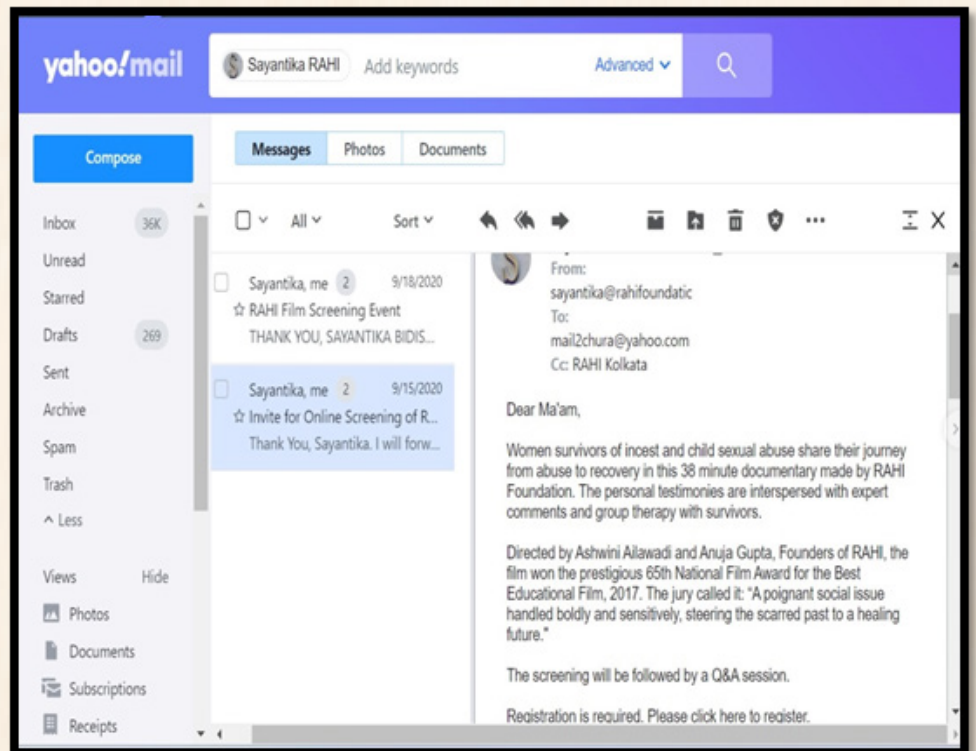 yahoo!mail
Sayantika RAHI
Add keywords
Advanced
Compose
Messages
Photos
Documents
Inbox 36K
Unread
Starred
Drafts 269
Sent
Archive
Spam
Trash
Less
Views Hide
Photos
Documents
Subscriptions
Receipts
All
Sort
Sayantika, me 2 9/18/2020
RAHI Film Screening Event
THANK YOU, SAYANTIKA BIDIS...
Sayantika, me 2 9/15/2020
Invite for Online Screening of R...
Thank You, Sayantika. I will forw...
From:
sayantika@rahifoundatic
To:
mail2chura@yahoo.com
Cc: RAHI Kolkata
Dear Ma'am,
Women survivors of incest and child sexual abuse share their journey
from abuse to recovery in this 38 minute documentary made by RAHI
Foundation. The personal testimonies are interspersed with expert
comments and group therapy with survivors.
Directed by Ashwini Ailawadi and Anuja Gupta, Founders of RAHI, the
film won the prestigious 65th National Film Award for the Best
Educational Film, 2017. The jury called it: "A poignant social issue
handled boldly and sensitively, steering the scarred past to a healing
future."
The screening will be followed by a Q&A session.
Registration is required. Please click here to register.